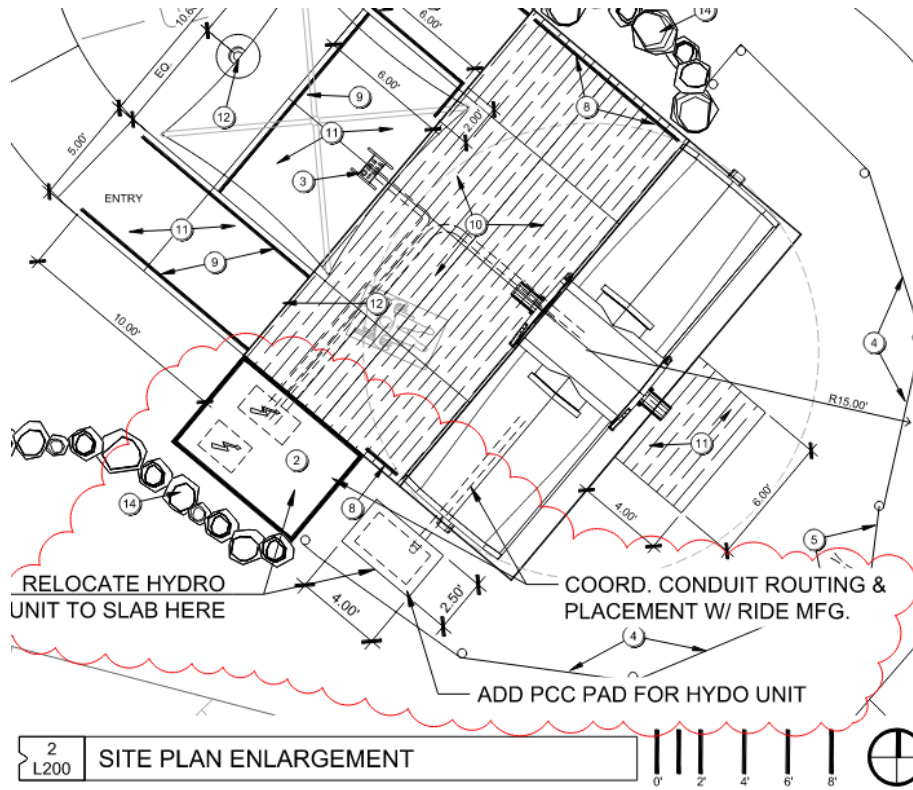 2
14
10.60'
6.00'
EQ.
9
6.00'
8
12
11
2.00'
5.00'
3
ENTRY
10
11
9
12
10.00'
4
R15.00'
2
11
14
8
4.00'
6.00'
5
RELOCATE HYDRO
UNIT TO SLAB HERE
4.00'
2.50'
COORD. CONDUIT ROUTING &
PLACEMENT W/ RIDE MFG.
4
ADD PCC PAD FOR HYDO UNIT
2
L200
SITE PLAN ENLARGEMENT
0' 2' 4' 6' 8'